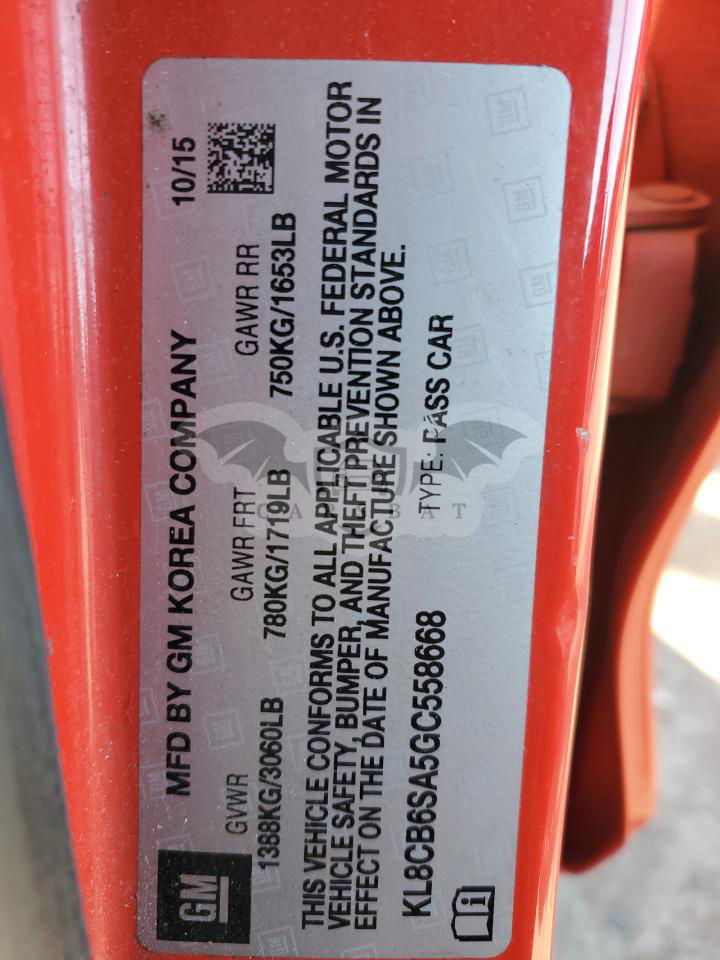 GM
MFD BY GM KOREA COMPANY 10/15
GVWR GAWR FRT GAWR RR
1388KG/3060LB 780KG/1719LB 750KG/1653LB
THIS VEHICLE CONFORMS TO ALL APPLICABLE U.S. FEDERAL MOTOR
VEHICLE SAFETY, BUMPER, AND THEFT PREVENTION STANDARDS IN
EFFECT ON THE DATE OF MANUFACTURE SHOWN ABOVE.
KL8CB6SA5GC558668 TYPE: PASS CAR